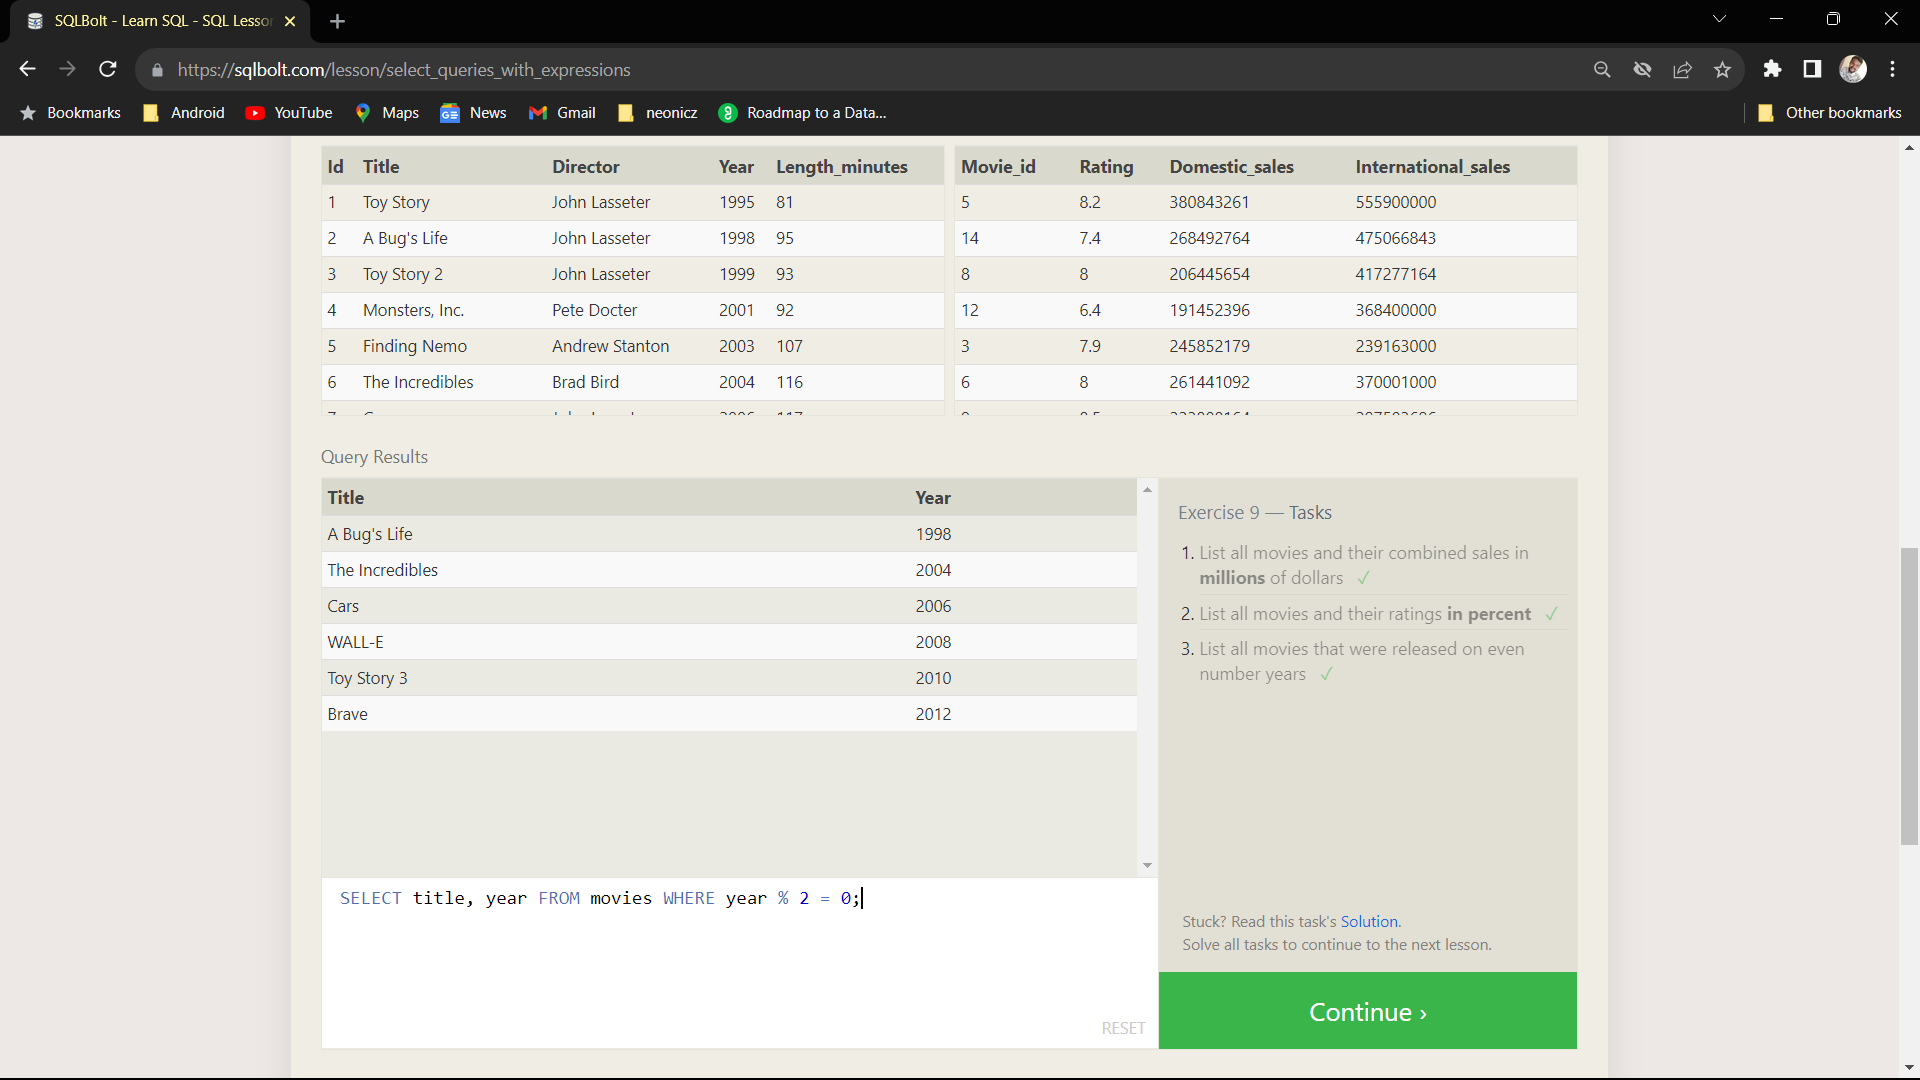 SQLBolt - Learn SQL - SQL Lesso
https://sqlbolt.com/lesson/select_queries_with_expressions
Bookmarks Android YouTube Maps News Gmail neonicz Roadmap to a Data... Other bookmarks
Id Title Director Year Length_minutes Movie_id Rating Domestic_sales International_sales
1 Toy Story John Lasseter 1995 81 5 8.2 380843261 555900000
2 A Bug's Life John Lasseter 1998 95 14 7.4 268492764 475066843
3 Toy Story 2 John Lasseter 1999 93 8 8 206445654 417277164
4 Monsters, Inc. Pete Docter 2001 92 12 6.4 191452396 368400000
5 Finding Nemo Andrew Stanton 2003 107 3 7.9 245852179 239163000
6 The Incredibles Brad Bird 2004 116 6 8 261441092 370001000
Query Results
Title Year
A Bug's Life 1998
The Incredibles 2004
Cars 2006
WALL-E 2008
Toy Story 3 2010
Brave 2012
SELECT title, year FROM movies WHERE year % 2 = 0;
RESET
Exercise 9 — Tasks
1. List all movies and their combined sales in
millions of dollars ✓
2. List all movies and their ratings in percent ✓
3. List all movies that were released on even
number years ✓
Stuck? Read this task's Solution.
Solve all tasks to continue to the next lesson.
Continue ›